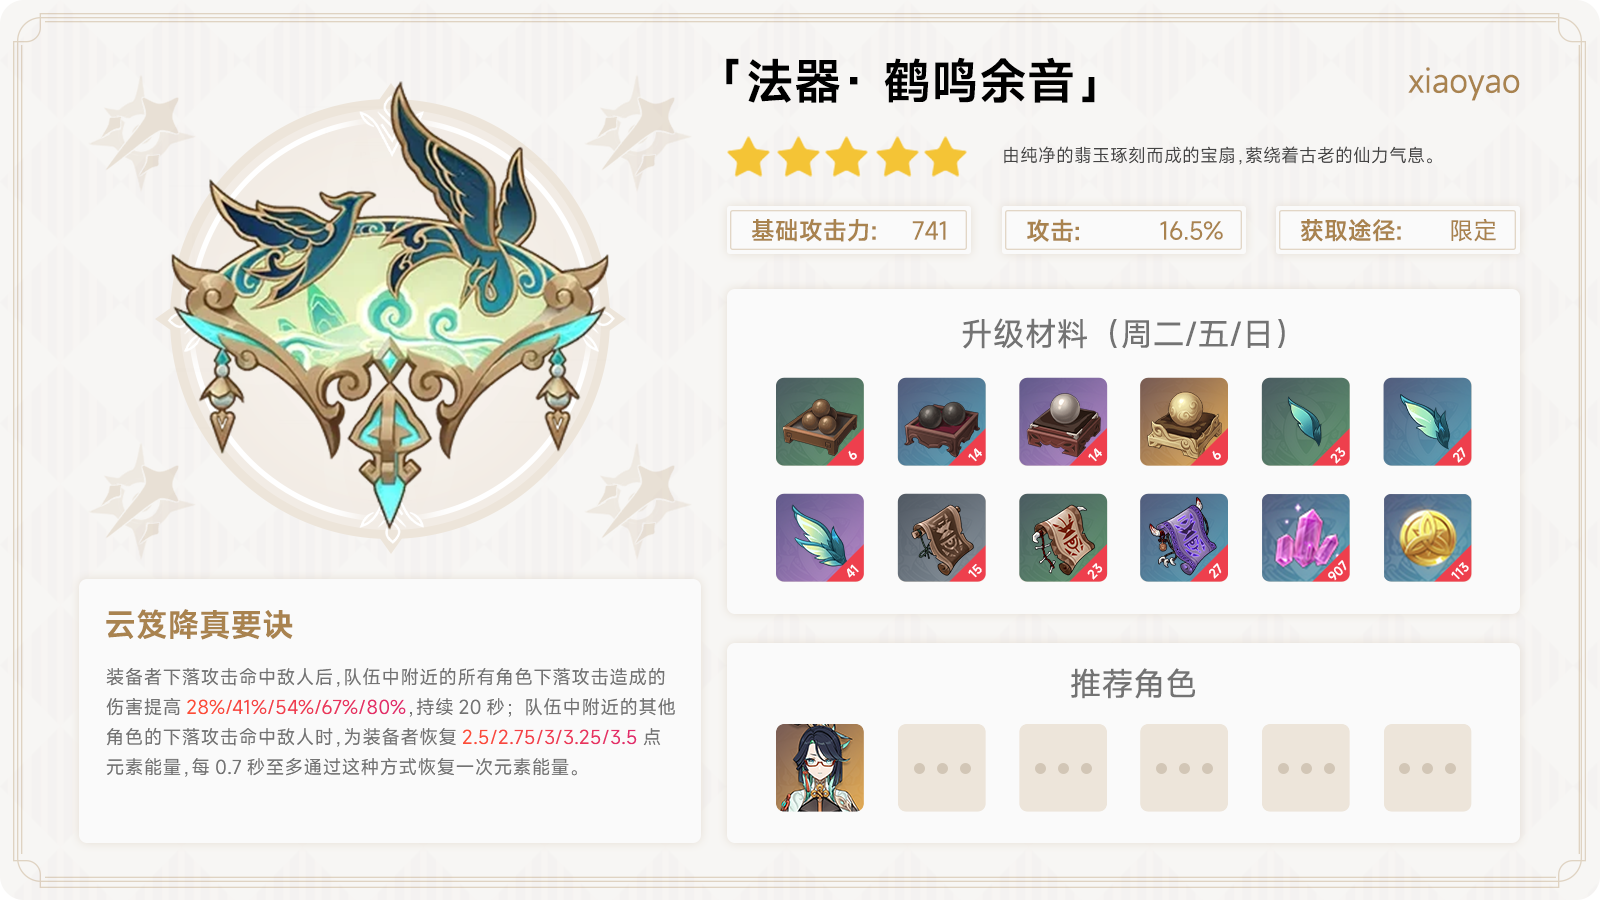 「法器· 鹤鸣余音」
xiaoyao
由纯净的翡玉琢刻而成的宝扇,萦绕着古老的仙力气息。
基础攻击力: 741
攻击: 16.5%
获取途径: 限定
升级材料（周二/五/日）
6
14
14
6
23
27
41
15
23
27
907
113
云笈降真要诀
装备者下落攻击命中敌人后,队伍中附近的所有角色下落攻击造成的
伤害提高 28%/41%/54%/67%/80%,持续 20 秒；队伍中附近的其他
角色的下落攻击命中敌人时,为装备者恢复 2.5/2.75/3/3.25/3.5 点
元素能量,每 0.7 秒至多通过这种方式恢复一次元素能量。
推荐角色